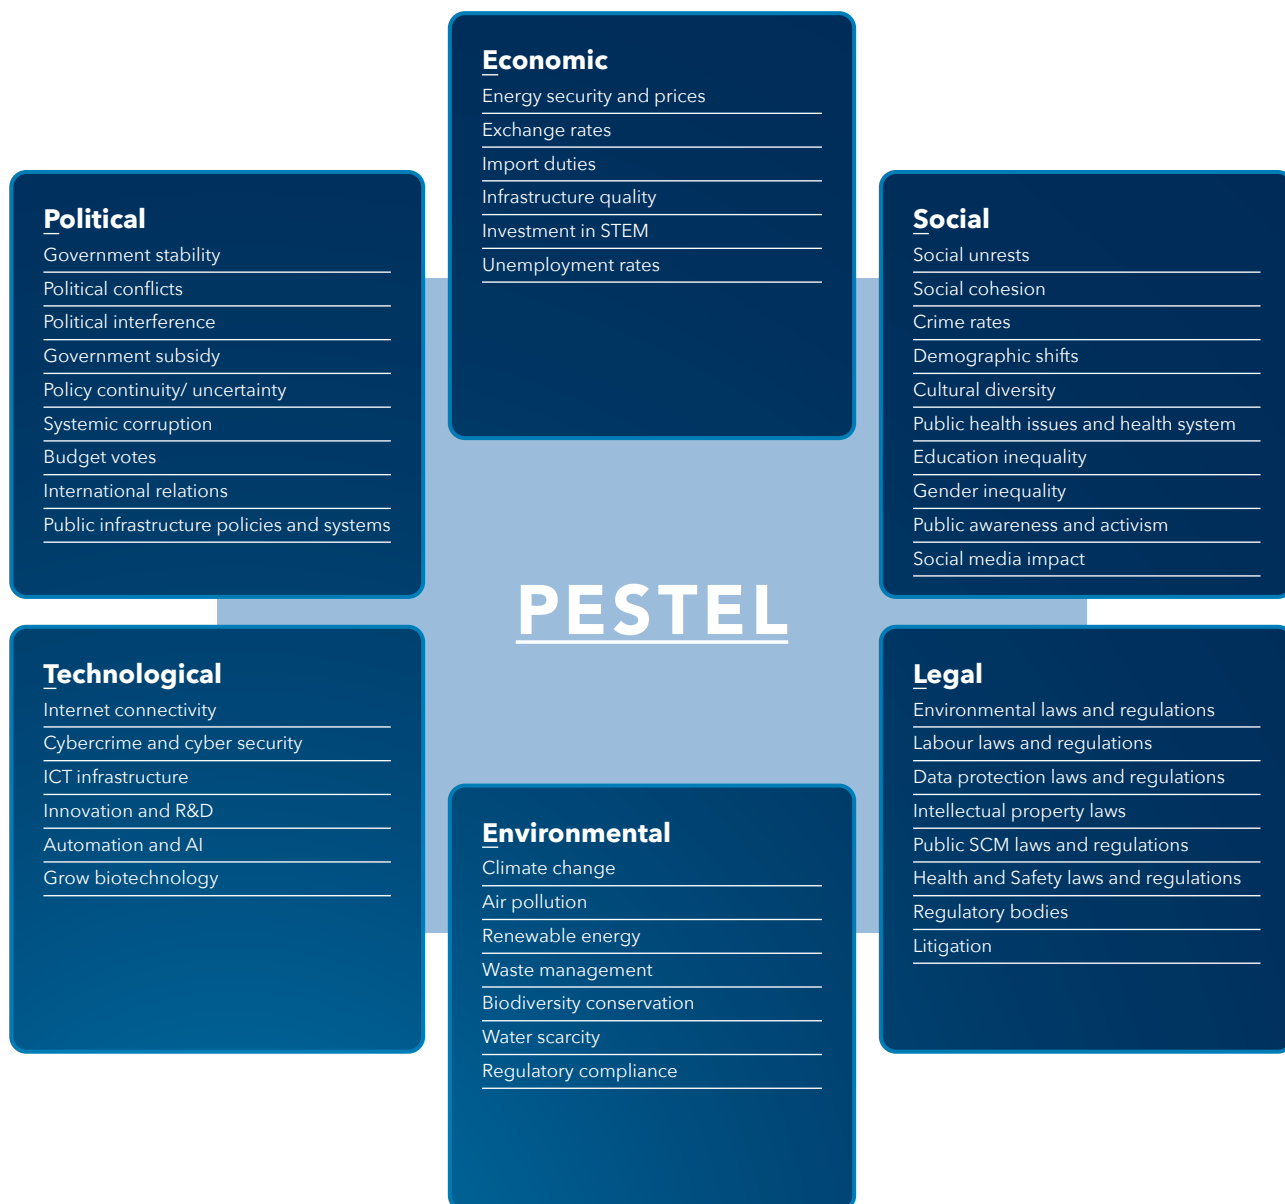 Economic
Energy security and prices
Exchange rates
Import duties
Infrastructure quality
Investment in STEM
Unemployment rates
Political
Government stability
Political conflicts
Political interference
Government subsidy
Policy continuity/ uncertainty
Systemic corruption
Budget votes
International relations
Public infrastructure policies and systems
Social
Social unrests
Social cohesion
Crime rates
Demographic shifts
Cultural diversity
Public health issues and health system
Education inequality
Gender inequality
Public awareness and activism
Social media impact
PESTEL
Technological
Internet connectivity
Cybercrime and cyber security
ICT infrastructure
Innovation and R&D
Automation and AI
Grow biotechnology
Environmental
Climate change
Air pollution
Renewable energy
Waste management
Biodiversity conservation
Water scarcity
Regulatory compliance
Legal
Environmental laws and regulations
Labour laws and regulations
Data protection laws and regulations
Intellectual property laws
Public SCM laws and regulations
Health and Safety laws and regulations
Regulatory bodies
Litigation